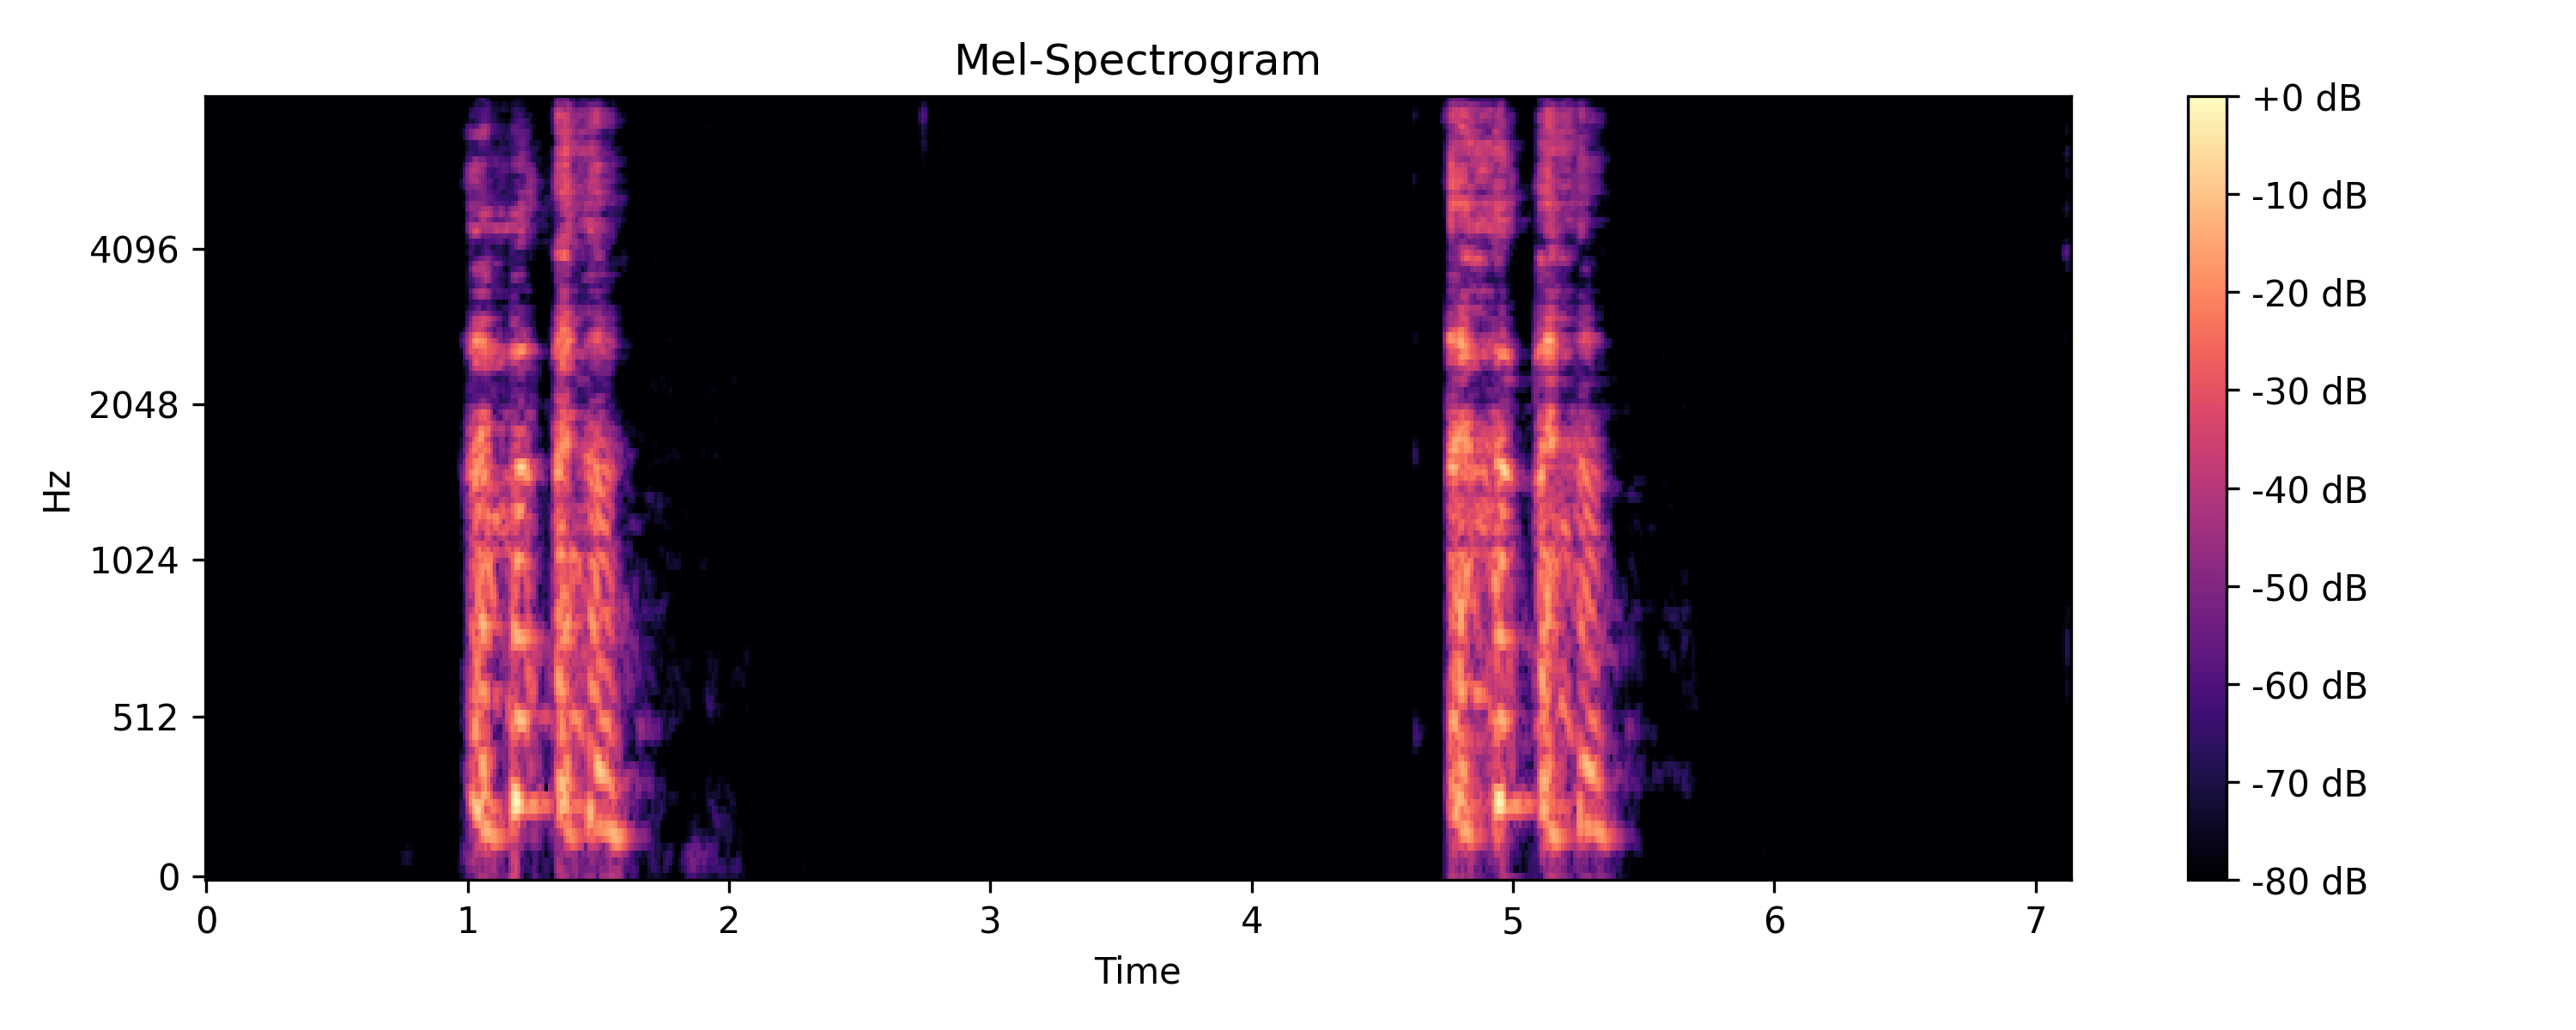 Mel-Spectrogram
+0 dB
-10 dB
-20 dB
-30 dB
-40 dB
-50 dB
-60 dB
-70 dB
-80 dB
Hz
4096
2048
1024
512
0
0 1 2 3 4 5 6 7
Time